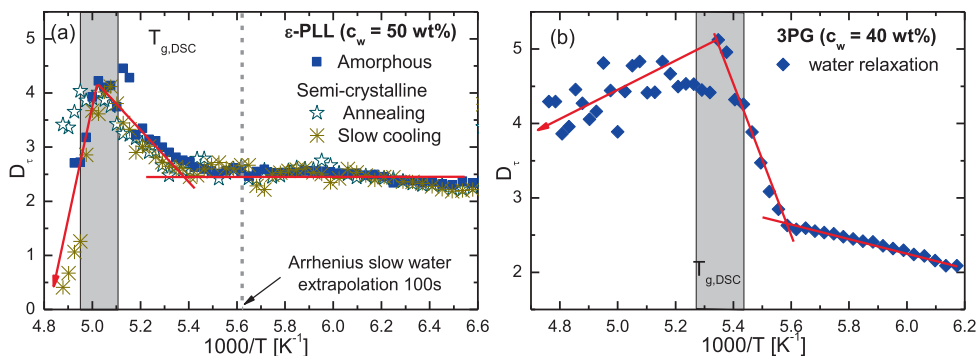 (a)
T_g,DSC
ε-PLL (c_w = 50 wt%)
Amorphous
Semi-crystalline
Annealing
Slow cooling
Arrhenius slow water
extrapolation 100s
D_τ
5
4
3
2
1
0
4.8 5.0 5.2 5.4 5.6 5.8 6.0 6.2 6.4 6.6
1000/T [K⁻¹]
(b)
3PG (c_w = 40 wt%)
water relaxation
T_g,DSC
D_τ
5
4
3
2
4.8 5.0 5.2 5.4 5.6 5.8 6.0 6.2
1000/T [K⁻¹]